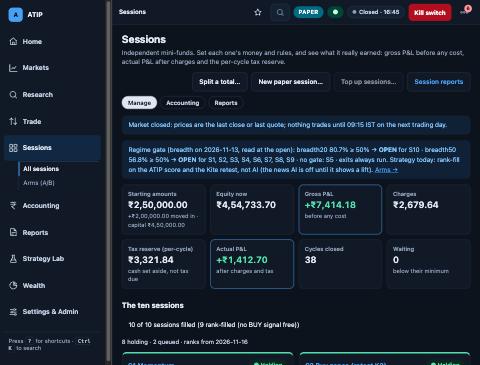 A ATIP
Home
Markets
Research
Trade
Sessions
All sessions
Arms (A/B)
Accounting
Reports
Strategy Lab
Wealth
Settings & Admin
Press ? for shortcuts · Ctrl
K to search
Sessions
PAPER
Closed · 16:45
Kill switch
Sessions
Independent mini-funds. Set each one's money and rules, and see what it really earned: gross P&L before any cost,
actual P&L after charges and the per-cycle tax reserve.
Split a total...
New paper session...
Top up sessions...
Session reports
Manage
Accounting
Reports
Market closed: prices are the last close or last quote; nothing trades until 09:15 IST on the next trading day.
Regime gate (breadth on 2026-11-13, read at the open): breadth20 80.7% ≥ 50% → OPEN for S10 · breadth50
56.8% ≥ 50% → OPEN for S1, S2, S3, S4, S6, S7, S8, S9 · no gate: S5 · exits always run. Strategy today: rank-fill
on the ATIP score and the Kite retest, not AI (the news AI is off until it shows a lift). Arms →
Starting amounts
₹2,50,000.00
+₹2,00,000.00 moved in ·
capital ₹4,50,000.00
Equity now
₹4,54,733.70
Gross P&L
+₹7,414.18
before any cost
Charges
₹2,679.64
Tax reserve (per-cycle)
₹3,321.84
cash set aside, not tax
due
Actual P&L
+₹1,412.70
after charges and tax
Cycles closed
38
Waiting
0
below their minimum
The ten sessions
10 of 10 sessions filled (9 rank-filled (no BUY signal free))
8 holding · 2 queued · ranks from 2026-11-16